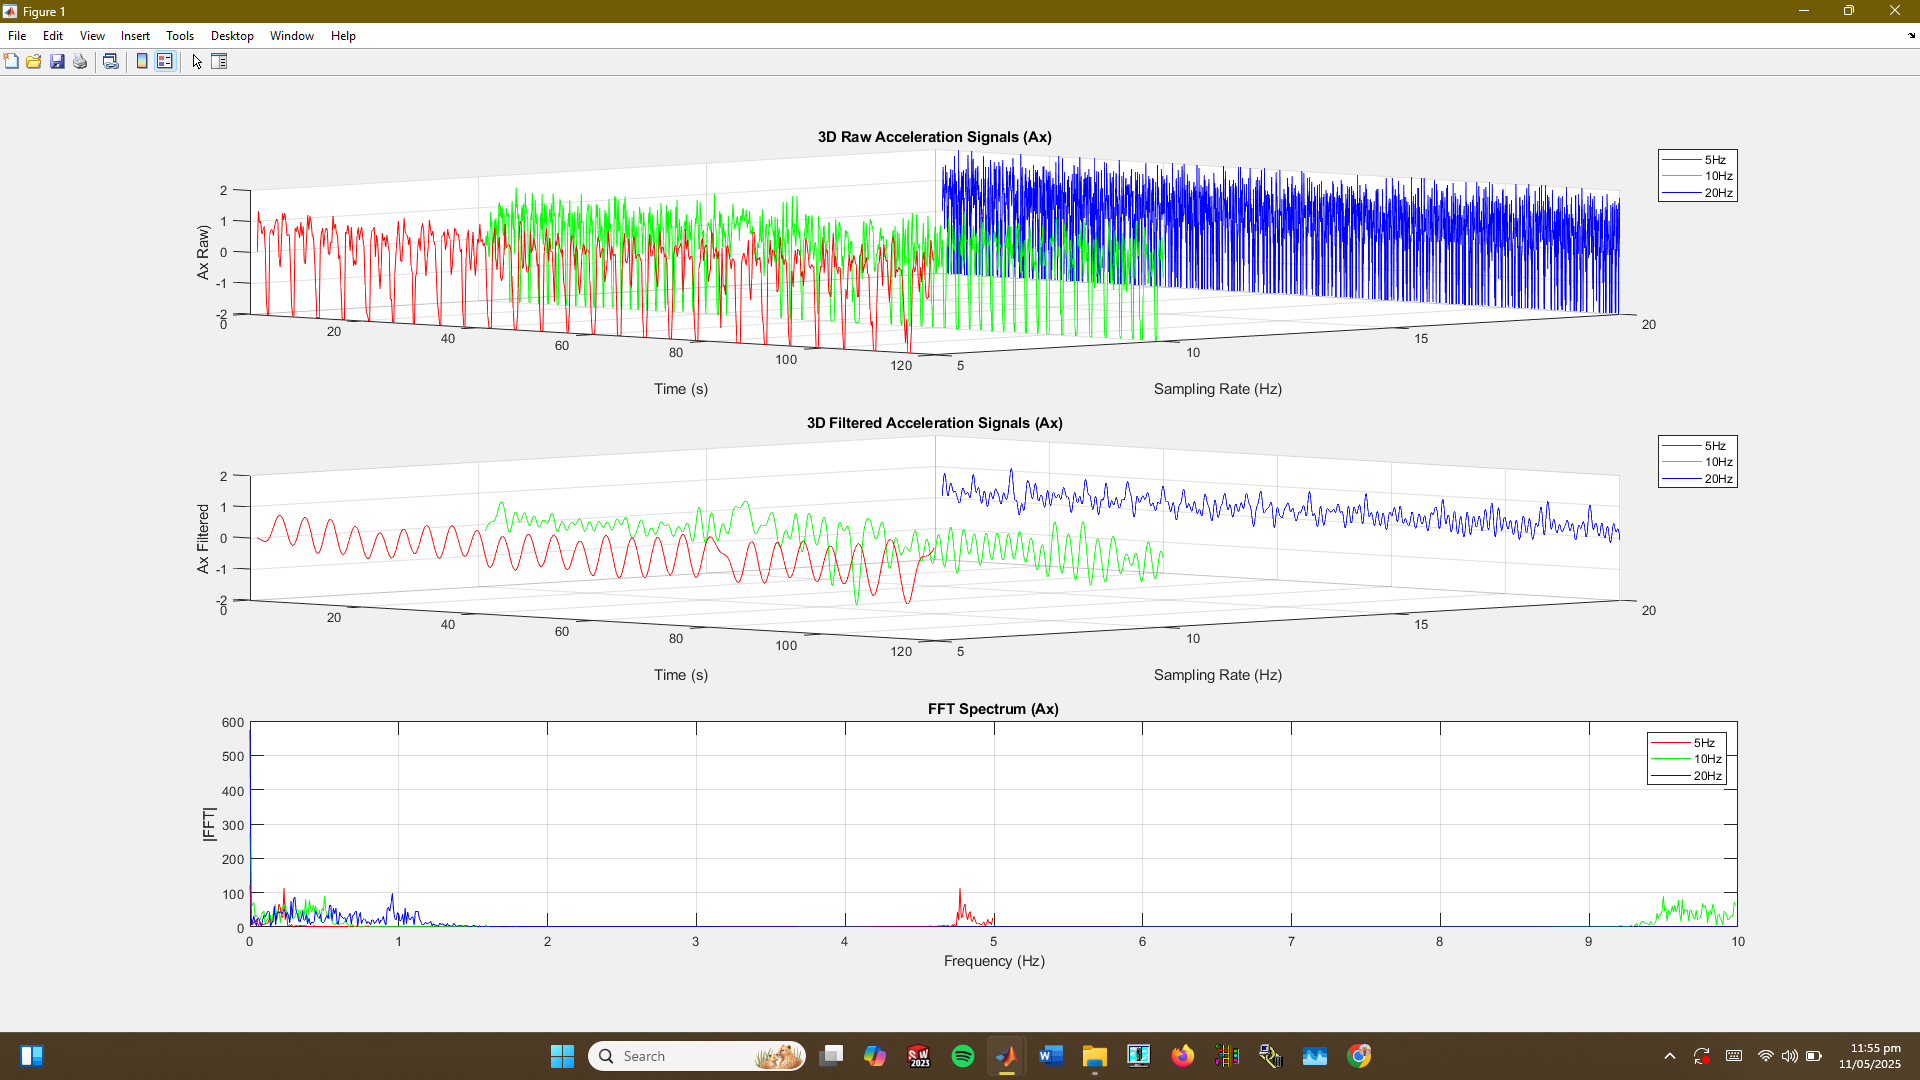 Figure 1
File Edit View Insert Tools Desktop Window Help
3D Raw Acceleration Signals (Ax)
5Hz
10Hz
20Hz
Ax Raw)
2
1
0
-1
-2
0 20 40 60 80 100 120
5 10 15 20
Time (s)
Sampling Rate (Hz)
3D Filtered Acceleration Signals (Ax)
5Hz
10Hz
20Hz
Ax Filtered
2
1
0
-1
-2
0 20 40 60 80 100 120
5 10 15 20
Time (s)
Sampling Rate (Hz)
FFT Spectrum (Ax)
5Hz
10Hz
20Hz
|FFT|
600
500
400
300
200
100
0
0 1 2 3 4 5 6 7 8 9 10
Frequency (Hz)
Search
SW
2023
W
11:55 pm
11/05/2025